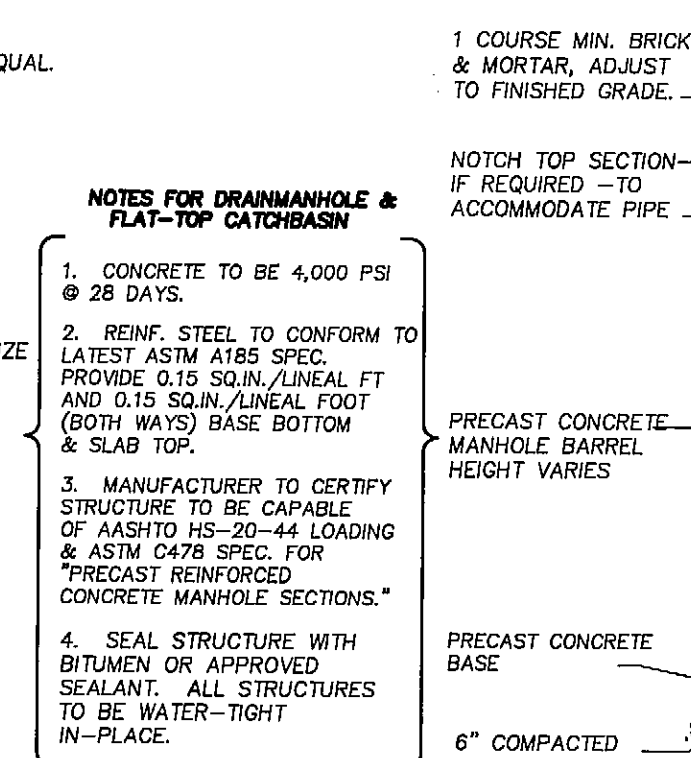 QUAL.
NOTES FOR DRAINMANHOLE &
FLAT-TOP CATCHBASIN
1. CONCRETE TO BE 4,000 PSI
@ 28 DAYS.
2. REINF. STEEL TO CONFORM TO
LATEST ASTM A185 SPEC.
PROVIDE 0.15 SQ.IN./LINEAL FT
AND 0.15 SQ.IN./LINEAL FOOT
(BOTH WAYS) BASE BOTTOM
& SLAB TOP.
3. MANUFACTURER TO CERTIFY
STRUCTURE TO BE CAPABLE
OF AASHTO HS-20-44 LOADING
& ASTM C478 SPEC. FOR
"PRECAST REINFORCED
CONCRETE MANHOLE SECTIONS."
4. SEAL STRUCTURE WITH
BITUMEN OR APPROVED
SEALANT. ALL STRUCTURES
TO BE WATER-TIGHT
IN-PLACE.
IZE
1 COURSE MIN. BRICK
& MORTAR, ADJUST
TO FINISHED GRADE.
NOTCH TOP SECTION
IF REQUIRED -TO
ACCOMMODATE PIPE
PRECAST CONCRETE
MANHOLE BARREL
HEIGHT VARIES
PRECAST CONCRETE
BASE
6" COMPACTED